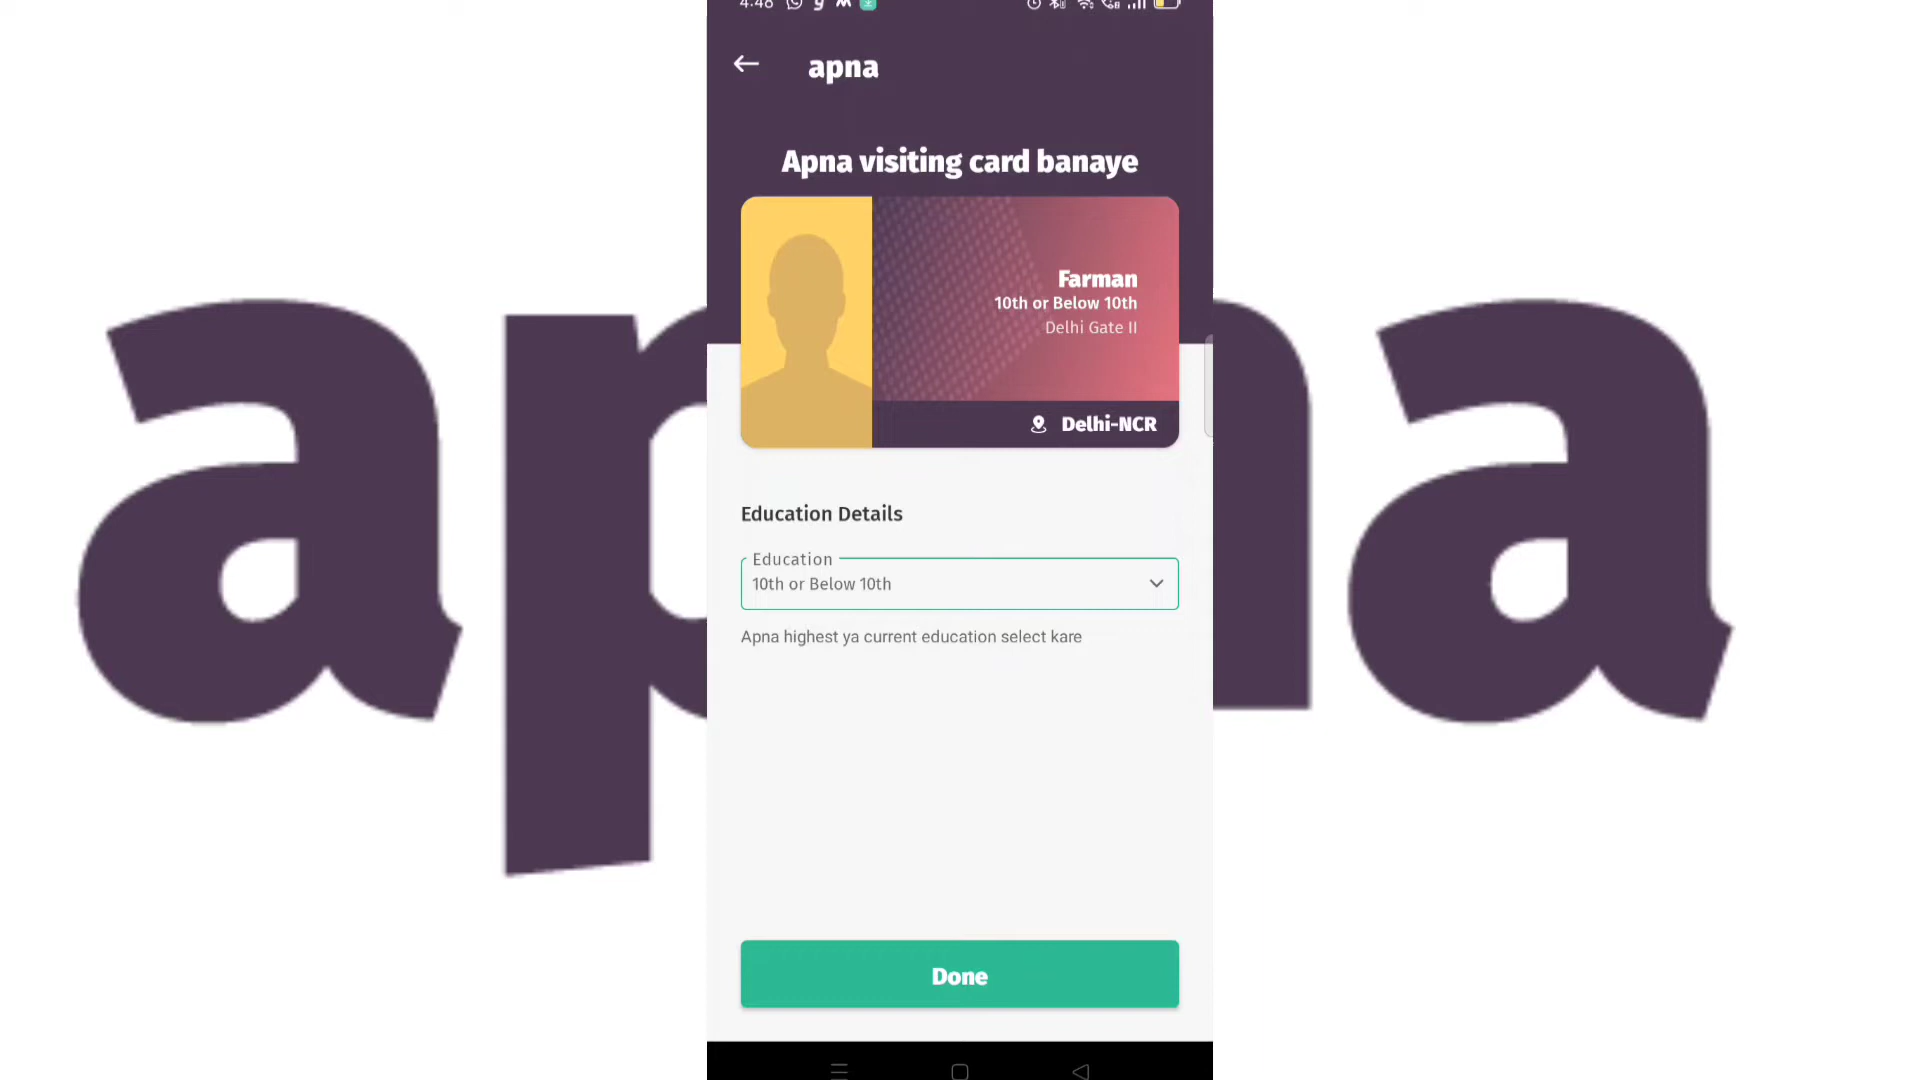 4:48
apna
Apna visiting card banaye
Farman
10th or Below 10th
Delhi Gate II
Delhi-NCR
Education Details
Education
10th or Below 10th
Apna highest ya current education select kare
Done
apna